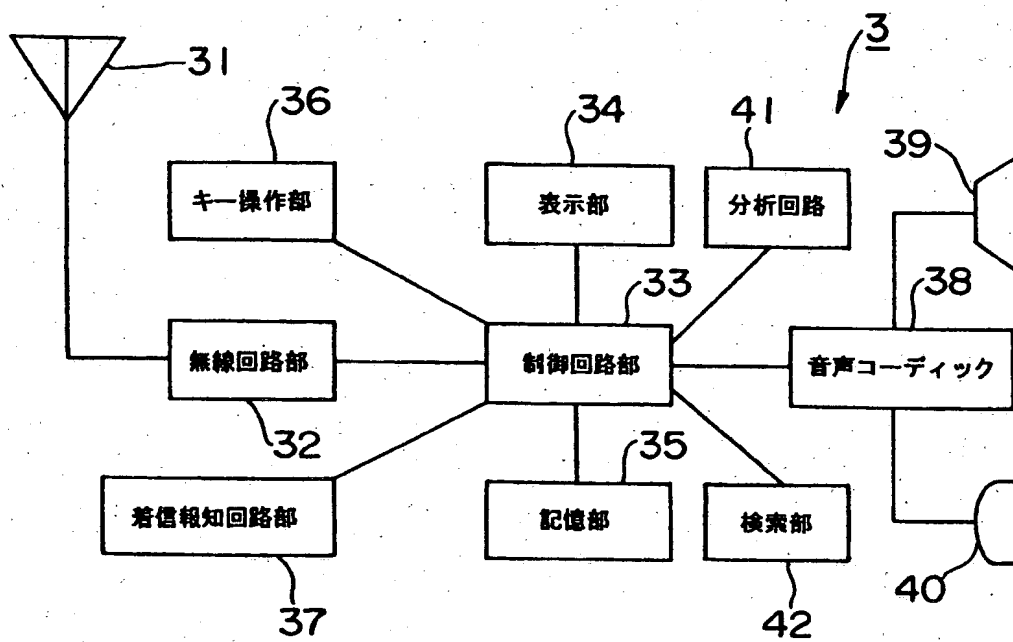 3
31
36
34
41
39
キー操作部
表示部
分析回路
33
38
無線回路部
制御回路部
音声コーディック
32
35
着信報知回路部
記憶部
検索部
37
42
40